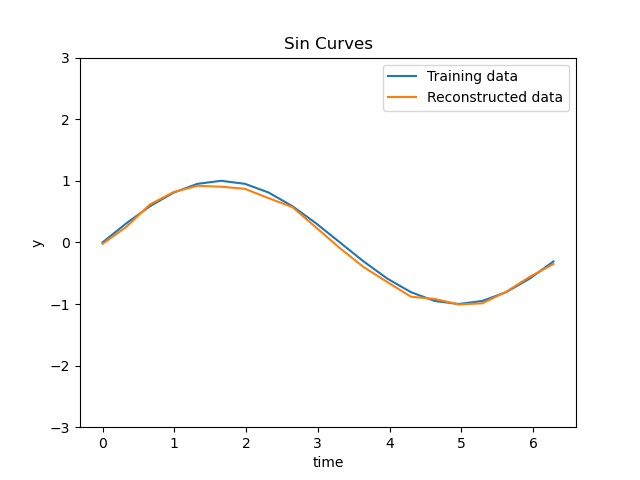 Sin Curves
Training data
Reconstructed data
3
2
1
0
−1
−2
−3
y
0 1 2 3 4 5 6
time